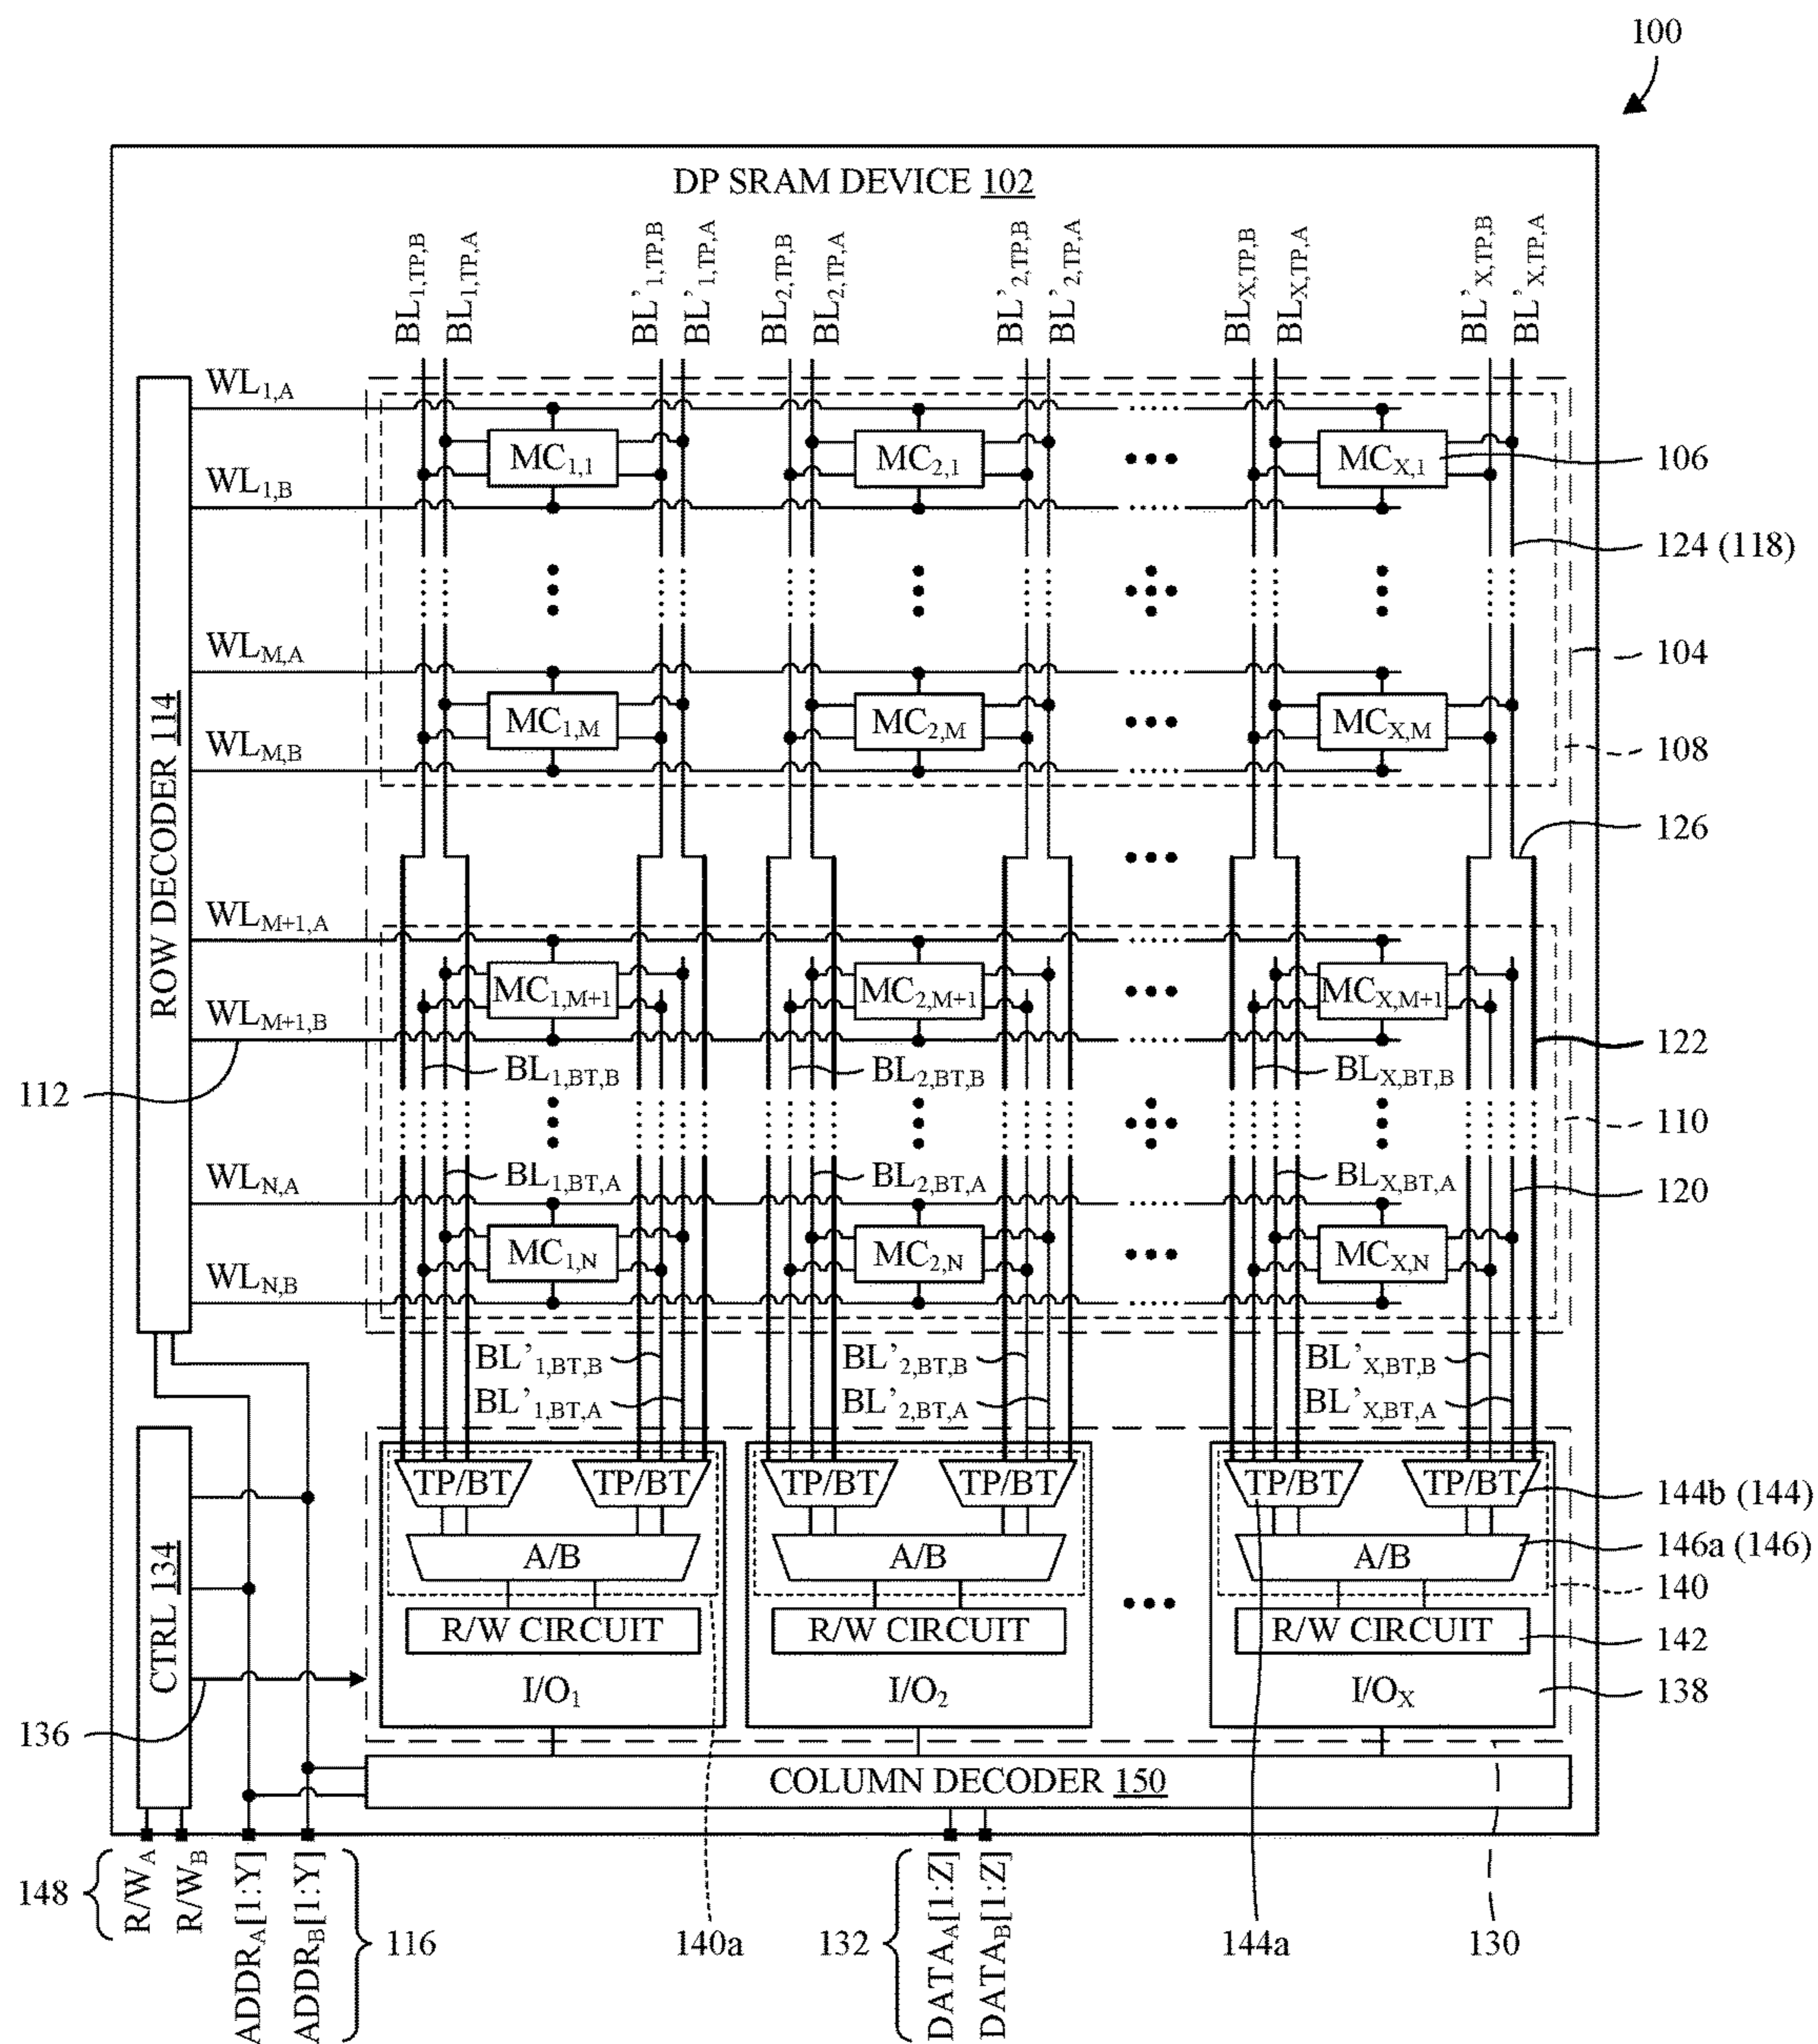 100
DP SRAM DEVICE 102
BL1,TP,B
BL1,TP,A
BL'1,TP,B
BL'1,TP,A
BL2,TP,B
BL2,TP,A
BL'2,TP,B
BL'2,TP,A
BLX,TP,B
BLX,TP,A
BL'X,TP,B
BL'X,TP,A
ROW DECODER 114
WL1,A
MC1,1 MC2,1 MCX,1 106
WL1,B
124 (118)
WLM,A 104
MC1,M MC2,M MCX,M
WLM,B 108
126
WLM+1,A
MC1,M+1 MC2,M+1 MCX,M+1
WLM+1,B 122
112 BL1,BT,B BL2,BT,B BLX,BT,B
110
WLN,A BL1,BT,A BL2,BT,A BLX,BT,A 120
MC1,N MC2,N MCX,N
WLN,B
BL'1,BT,B BL'2,BT,B BL'X,BT,B
BL'1,BT,A BL'2,BT,A BL'X,BT,A
CTRL 134
TP/BT TP/BT TP/BT TP/BT TP/BT TP/BT 144b (144)
A/B A/B A/B 146a (146)
140
R/W CIRCUIT R/W CIRCUIT R/W CIRCUIT 142
I/O1 I/O2 I/OX 138
136
COLUMN DECODER 150
148
R/WA
R/WB
ADDRA[1:Y]
ADDRB[1:Y]
116
140a
132
DATAA[1:Z]
DATAB[1:Z]
144a
130